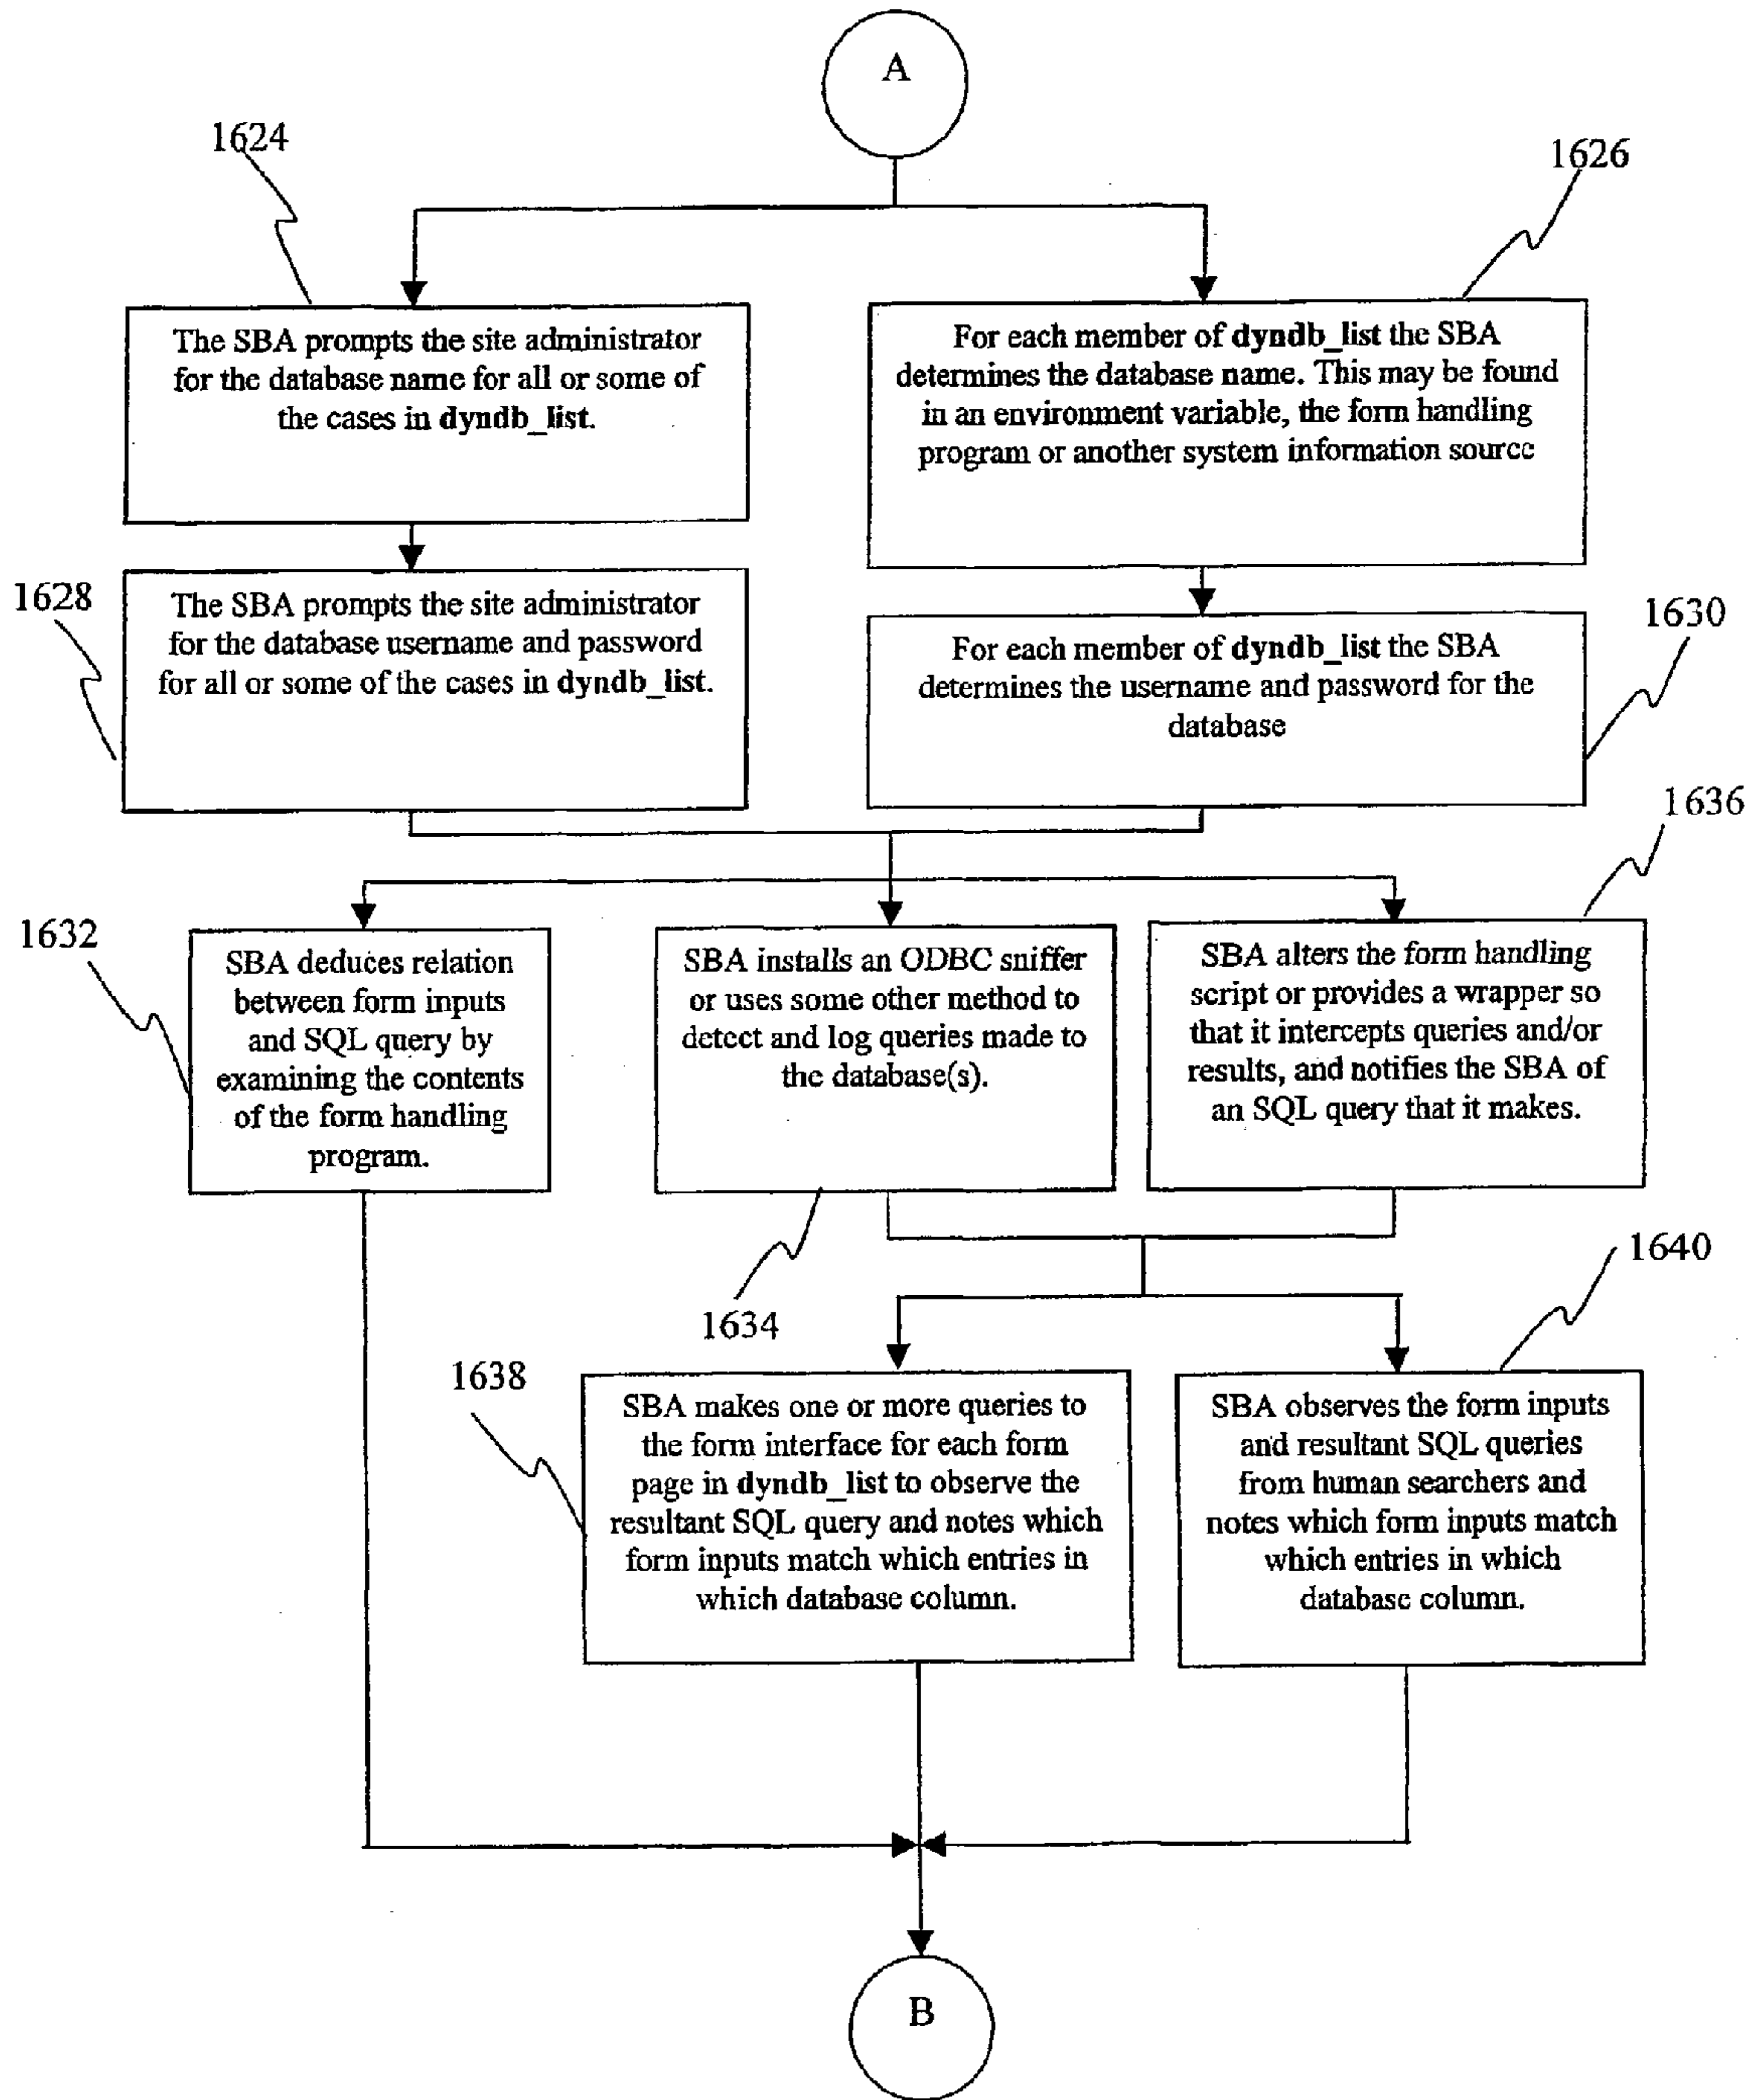 A
1624
1626
The SBA prompts the site administrator
for the database name for all or some of
the cases in dyndb_list.
For each member of dyndb_list the SBA
determines the database name. This may be found
in an environment variable, the form handling
program or another system information source
1628
The SBA prompts the site administrator
for the database username and password
for all or some of the cases in dyndb_list.
1630
For each member of dyndb_list the SBA
determines the username and password for the
database
1636
1632
SBA deduces relation
between form inputs
and SQL query by
examining the contents
of the form handling
program.
SBA installs an ODBC sniffer
or uses some other method to
detect and log queries made to
the database(s).
SBA alters the form handling
script or provides a wrapper so
that it intercepts queries and/or
results, and notifies the SBA of
an SQL query that it makes.
1634
1640
1638
SBA makes one or more queries to
the form interface for each form
page in dyndb_list to observe the
resultant SQL query and notes which
form inputs match which entries in
which database column.
SBA observes the form inputs
and resultant SQL queries
from human searchers and
notes which form inputs match
which entries in which
database column.
B